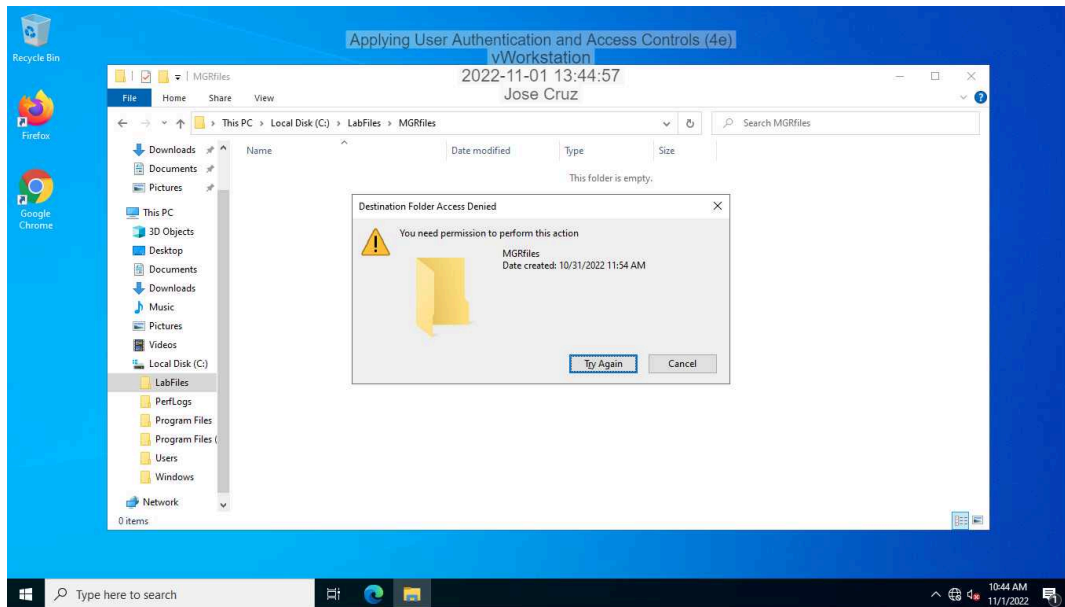 Recycle Bin
Firefox
Google
Chrome
Applying User Authentication and Access Controls (4e)
vWorkstation
2022-11-01 13:44:57
Jose Cruz
MGRfiles
File Home Share View
This PC > Local Disk (C:) > LabFiles > MGRfiles
Search MGRfiles
Downloads
Documents
Pictures
This PC
3D Objects
Desktop
Documents
Downloads
Music
Pictures
Videos
Local Disk (C:)
LabFiles
PerfLogs
Program Files
Program Files (
Users
Windows
Network
Name Date modified Type Size
This folder is empty.
Destination Folder Access Denied
You need permission to perform this action
MGRfiles
Date created: 10/31/2022 11:54 AM
Try Again Cancel
0 items
Type here to search
10:44 AM
11/1/2022
1